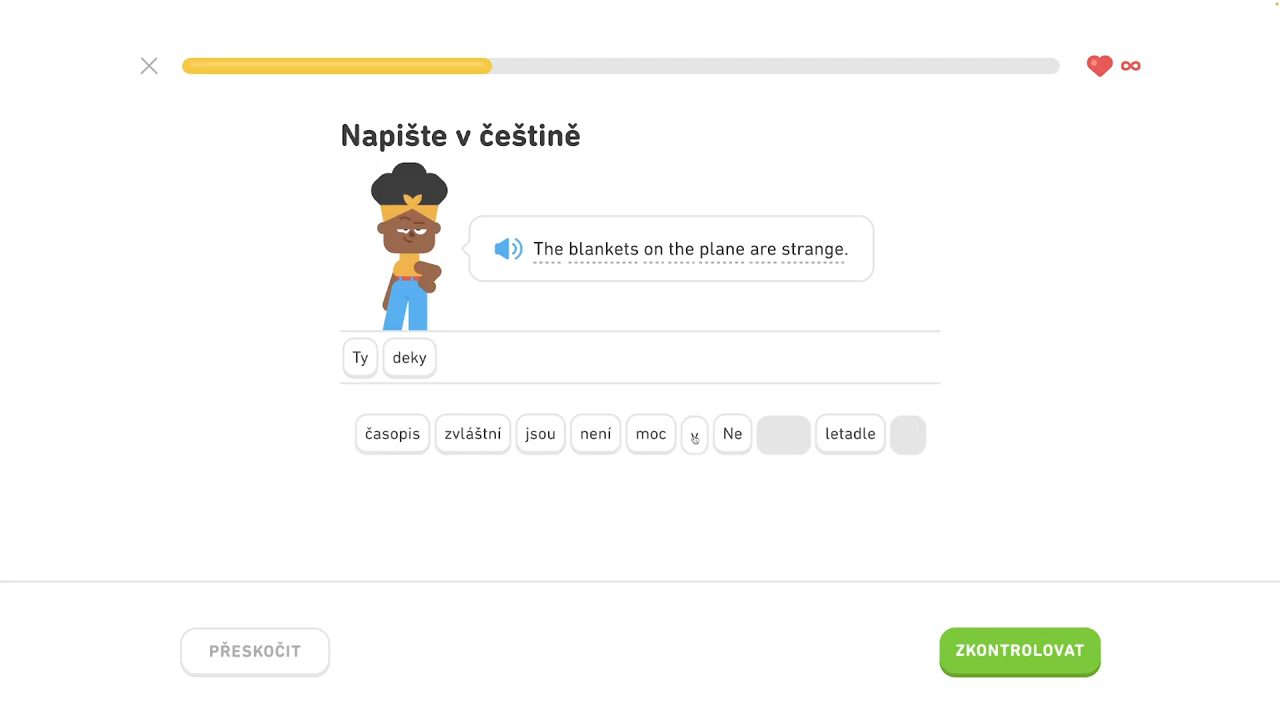 Napište v češtině
The blankets on the plane are strange.
Ty deky
časopis zvláštní jsou není moc v Ne letadle
PŘESKOČIT ZKONTROLOVAT